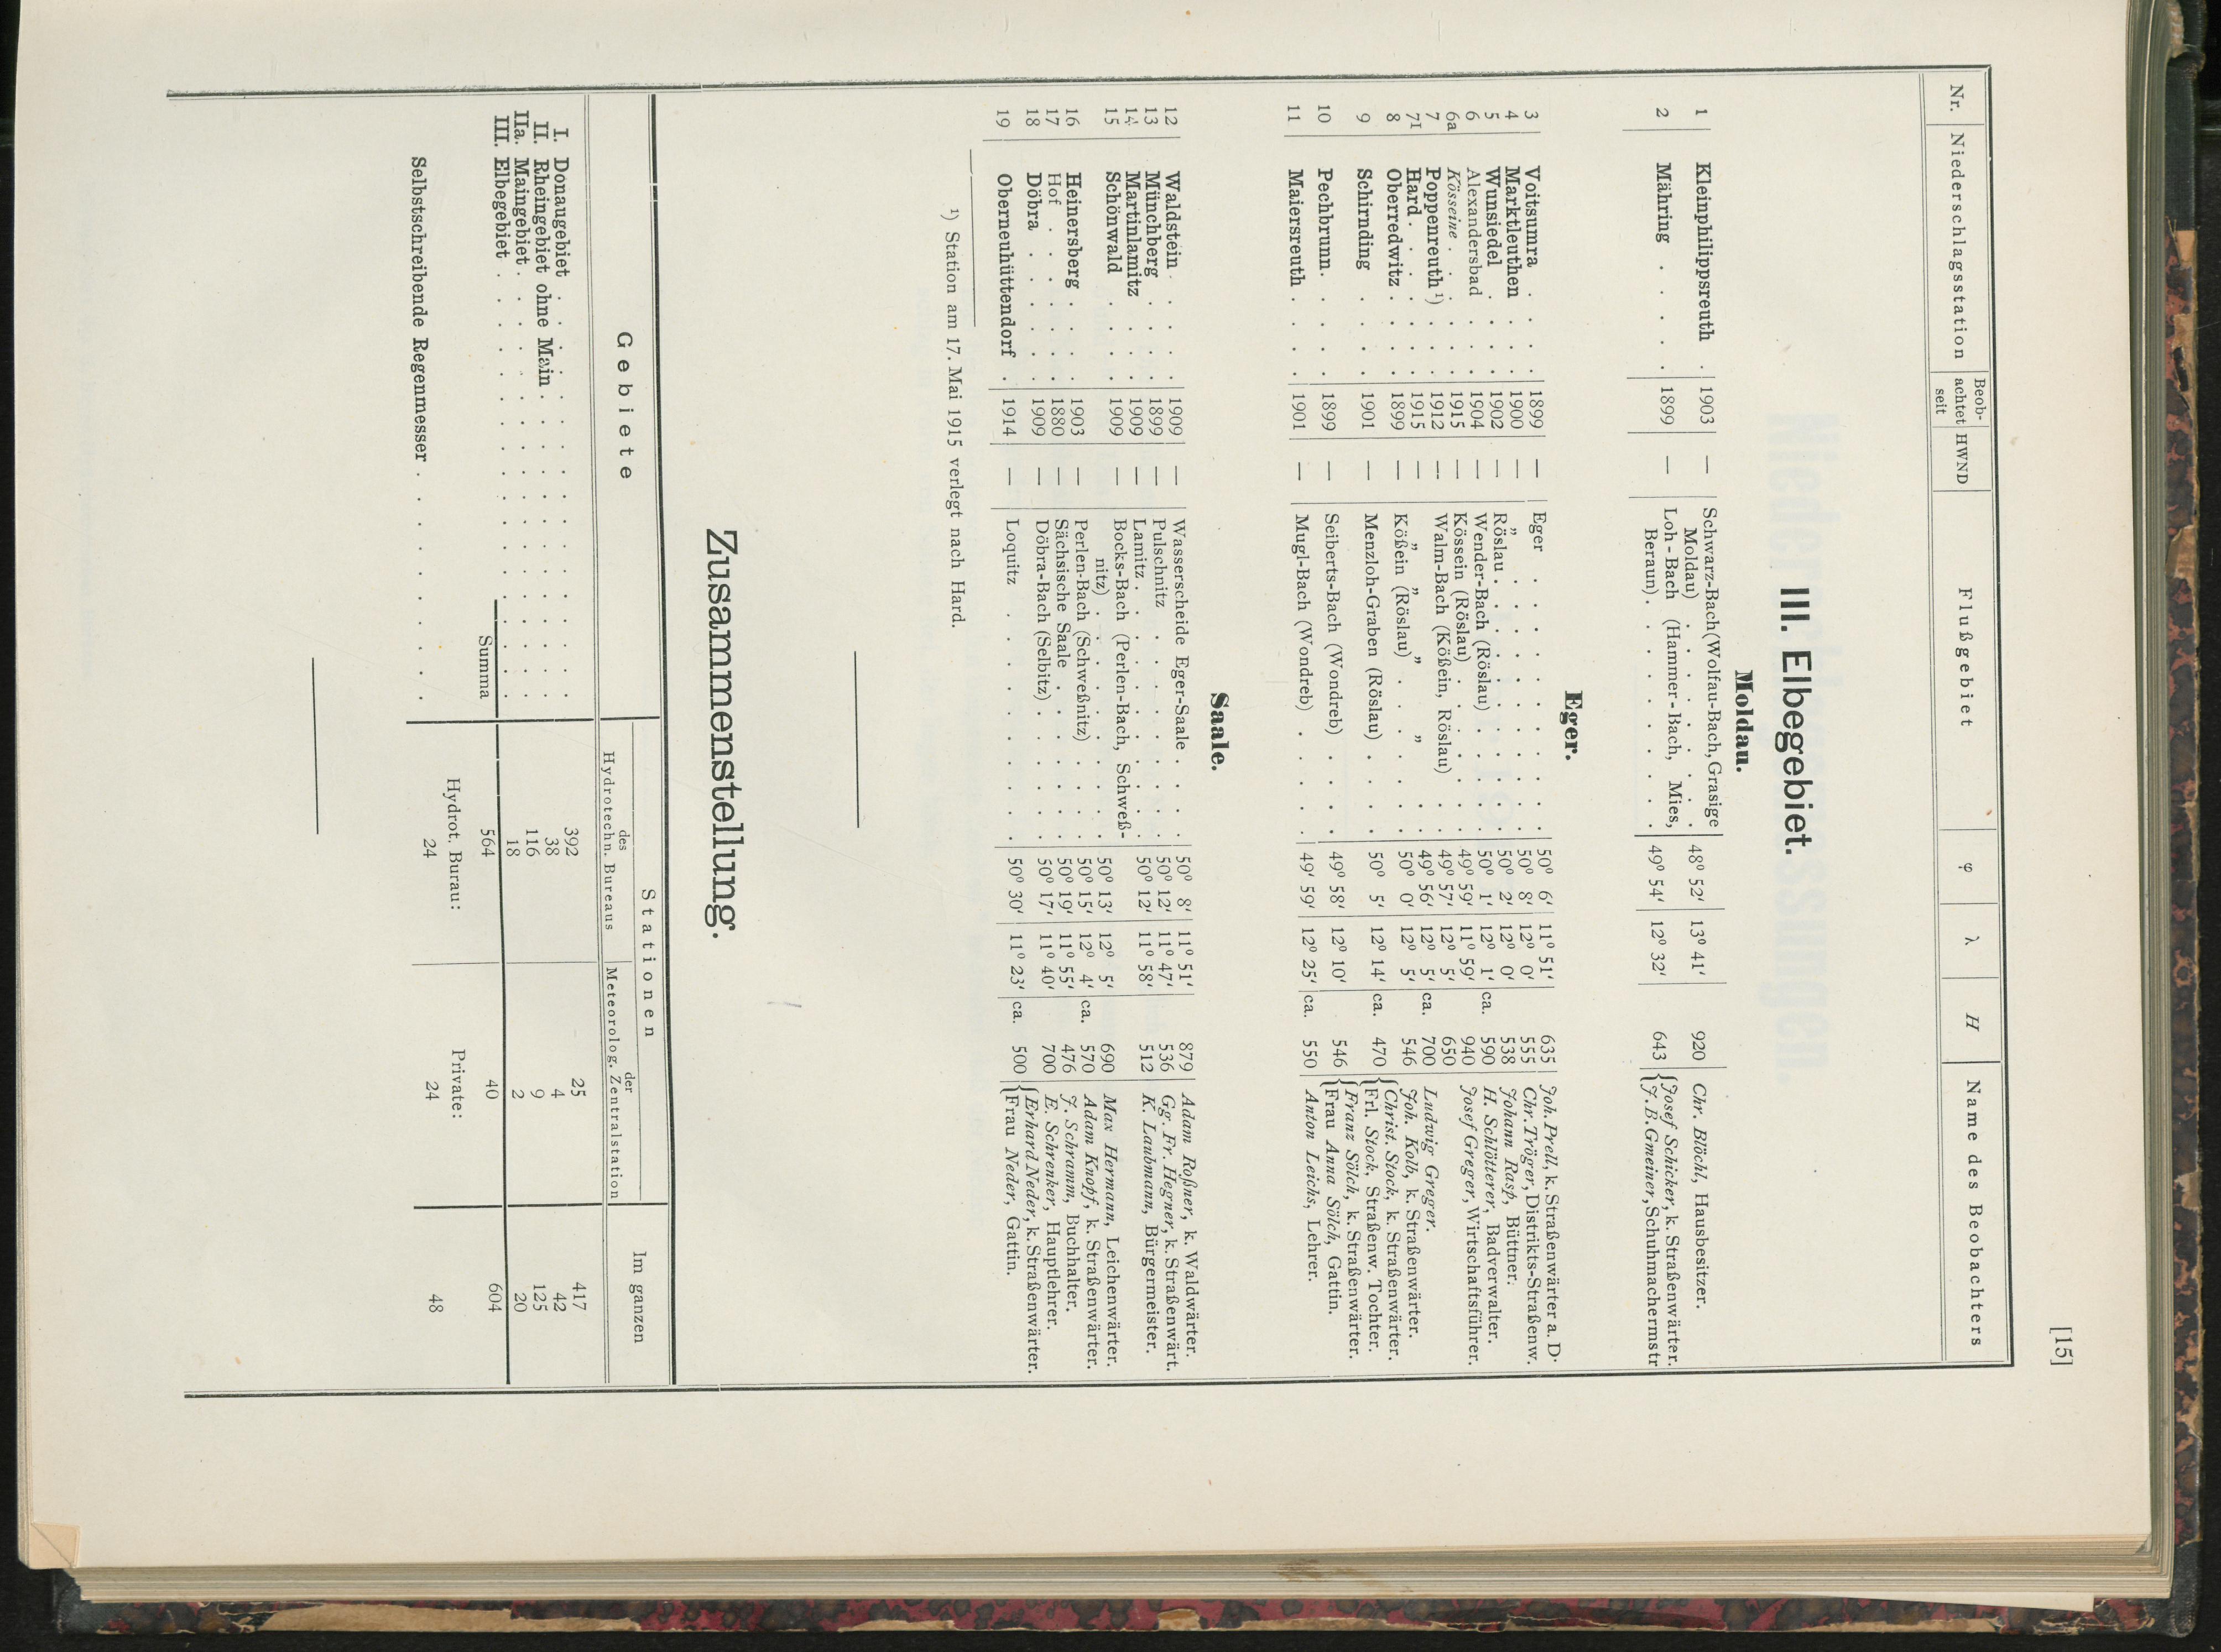 [15]
Nr. Niederschlagsstation Beob-achtet seit HWND Flußgebiet φ λ H Name des Beobachters
III. Elbegebiet.
Moldau.
1 Kleinphilippsreuth . 1903 — Schwarz-Bach (Wolfau-Bach, Grasige
Moldau) . . . . . . . 48° 52' 13° 41' 920 Chr. Blöchl, Hausbesitzer.
2 Mähring . . . . 1899 — Loh-Bach (Hammer-Bach, Mies, { Josef Schicker, k. Straßenwärter.
Beraun) . . . . . . . . 49° 54' 12° 32' 643 { J. B. Gmeiner, Schuhmachermstr
Eger.
3 Voitsumra . . . . 1899 — Eger . . . . . . . . 50° 6' 11° 51' 635 Joh. Prell, k. Straßenwärter a. D.
4 Marktleuthen . . . 1900 — „ . . . . . . . . 50° 8' 12° 0' 555 Chr. Tröger, Distrikts-Straßenw.
5 Wunsiedel . . . . 1902 — Röslau . . . . . . . . 50° 2' 12° 0' 538 Johann Rasp, Büttner.
6 Alexandersbad . . . 1904 — Wender-Bach (Röslau) . . . . 50° 1' 12° 1' ca. 590 H. Schlötterer, Badverwalter.
6a Kösseine . . . . . 1915 — Kössein (Röslau) . . . . . 49° 59' 11° 59' 940 Josef Greger, Wirtschaftsführer.
7 Poppenreuth ¹) . . . 1912 — Walm-Bach (Kößein, Röslau) . . 49° 57' 12° 5' 650
7I Hard . . . . . . 1915 — „ „ „ „ . . 49° 56' 12° 5' ca. 700 Ludwig Greger.
8 Oberredwitz . . . . 1899 — Kößein (Röslau) . . . . . 50° 0' 12° 5' 546 Joh. Kolb, k. Straßenwärter.
9 Schirnding . . . . 1901 — Menzloh-Graben (Röslau) . . . . 50° 5' 12° 14' ca. 470 { Christ. Stock, k. Straßenwärter.
{ Frl. Stock, Straßenw. Tochter.
10 Pechbrunn . . . . 1899 — Seiberts-Bach (Wondreb) . . . . 49° 58' 12° 10' 546 { Franz Sölch, k. Straßenwärter.
{ Frau Anna Sölch, Gattin.
11 Maiersreuth . . . . 1901 — Mugl-Bach (Wondreb) . . . . 49' 59' 12° 25' ca. 550 Anton Leichs, Lehrer.
Saale.
12 Waldstein . . . . 1909 — Wasserscheide Eger-Saale . . . . 50° 8' 11° 51' 879 Adam Roßner, k. Waldwärter.
13 Münchberg . . . . 1899 — Pulschnitz . . . . . . . 50° 12' 11° 47' 536 Gg. Fr. Hegner, k. Straßenwärt.
14 Martinlamitz . . . 1909 — Lamitz . . . . . . . . 50° 12' 11° 58' 512 K. Laubmann, Bürgermeister.
15 Schönwald . . . . 1909 — Bocks-Bach (Perlen-Bach, Schweß-
nitz) . . . . . . . . 50° 13' 12° 5' 690 Max Hermann, Leichenwärter.
16 Heinersberg . . . . 1903 — Perlen-Bach (Schweßnitz) . . . . 50° 15' 12° 4' ca. 570 Adam Knopf, k. Straßenwärter.
17 Hof . . . . . . 1880 — Sächsische Saale . . . . . 50° 19' 11° 55' 476 J. Schramm, Buchhalter.
18 Döbra . . . . . 1909 — Döbra-Bach (Selbitz) . . . . . 50° 17' 11° 40' 700 E. Schrenker, Hauptlehrer.
19 Oberneuhüttendorf . 1914 — Loquitz . . . . . . . 50° 30' 11° 23' ca. 500 { Erhard Neder, k. Straßenwärter.
{ Frau Neder, Gattin.
¹) Station am 17. Mai 1915 verlegt nach Hard.
Zusammenstellung.
Gebiete Stationen Im ganzen
des Hydrotechn. Bureaus der Meteorolog. Zentralstation
I. Donaugebiet . . . . 392 25 417
II. Rheingebiet ohne Main . . . . 38 4 42
IIa. Maingebiet . . . . 116 9 125
III. Elbegebiet . . . . 18 2 20
Summa 564 40 604
Hydrot. Burau: Private:
Selbstschreibende Regenmesser . . . . 24 24 48